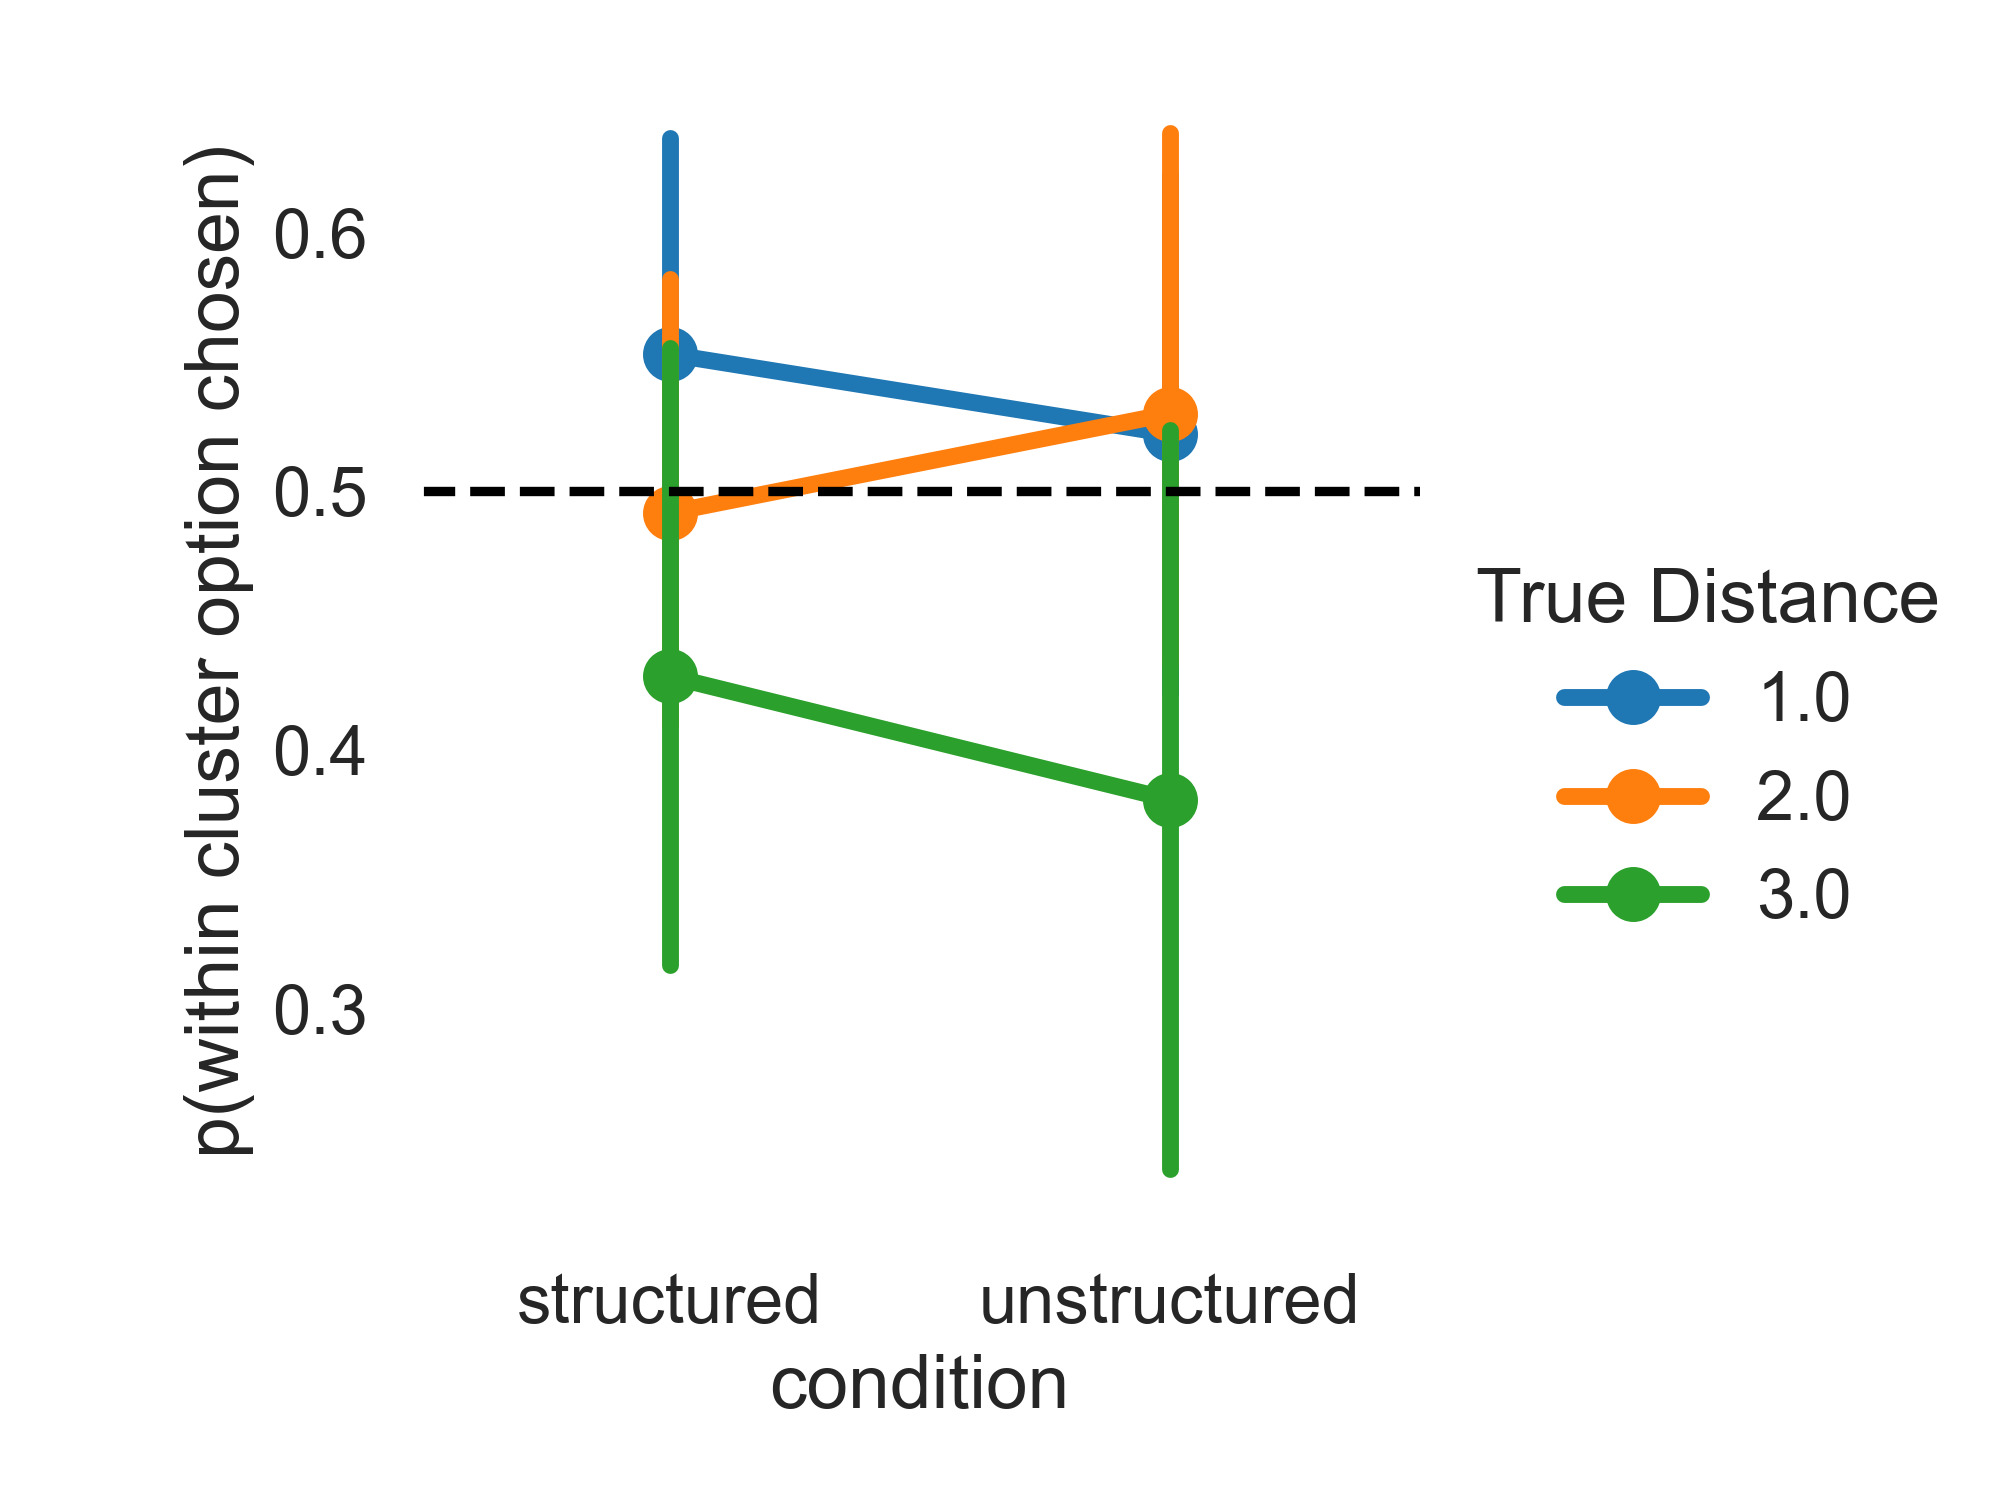 p(within cluster option chosen)
0.6
0.5
0.4
0.3
structured
unstructured
condition
True Distance
1.0
2.0
3.0